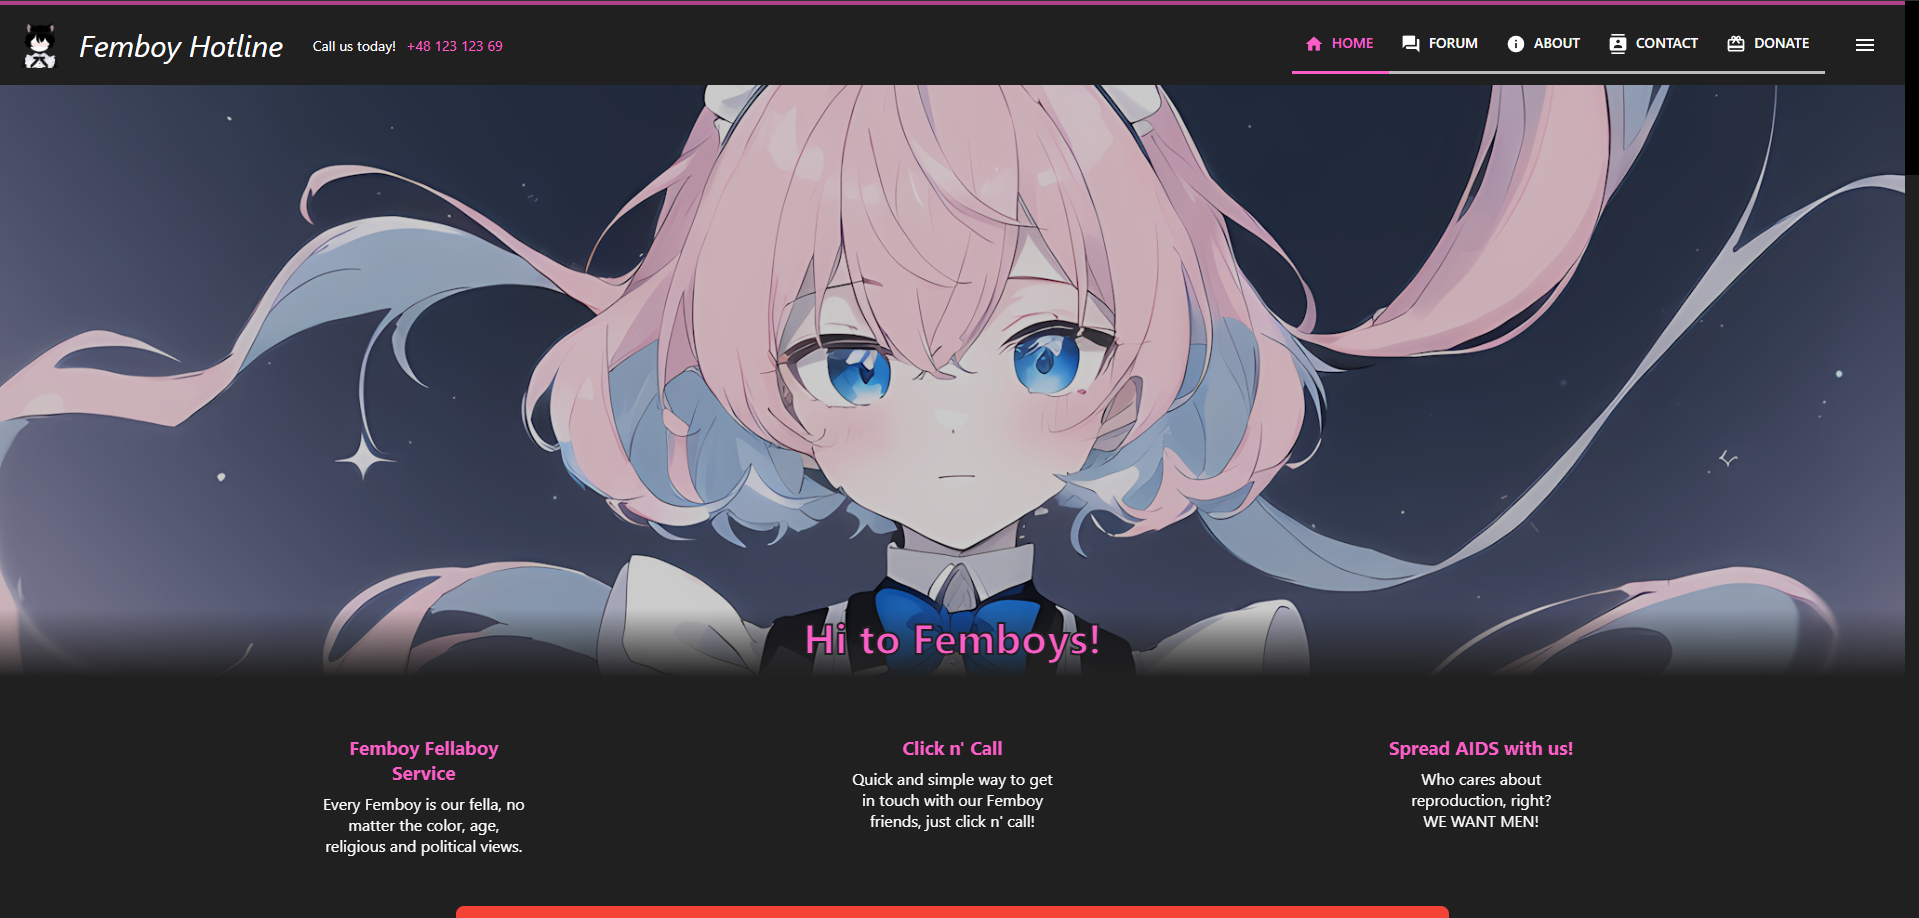 Femboy Hotline
Call us today! +48 123 123 69
HOME FORUM ABOUT CONTACT DONATE
Hi to Femboys!
Femboy Fellaboy
Service
Every Femboy is our fella, no
matter the color, age,
religious and political views.
Click n' Call
Quick and simple way to get
in touch with our Femboy
friends, just click n' call!
Spread AIDS with us!
Who cares about
reproduction, right?
WE WANT MEN!